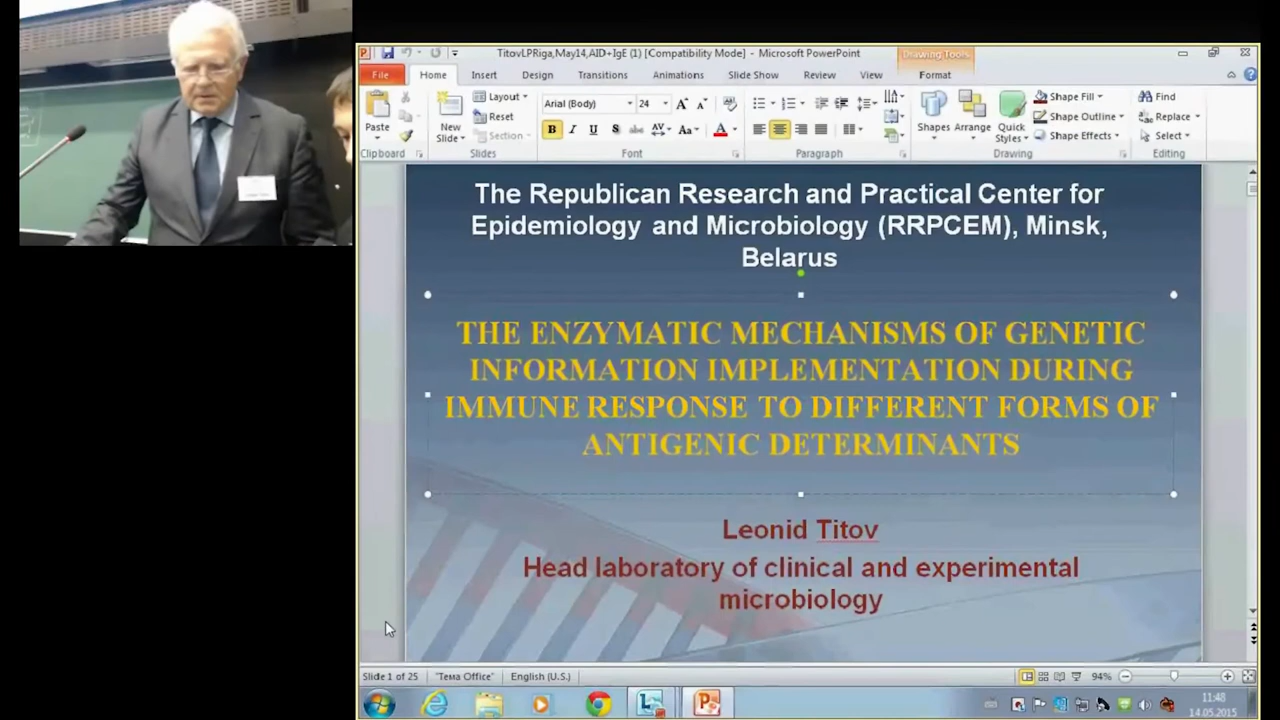 TitovLPRiga,May14,AID+IgE (1) [Compatibility Mode] - Microsoft PowerPoint
Drawing Tools
File Home Insert Design Transitions Animations Slide Show Review View Format
Paste
Clipboard
New Slide
Layout
Reset
Section
Slides
Arial (Body) 24
B I U S abc AV Aa A
Font
Paragraph
Shapes Arrange Quick Styles
Shape Fill
Shape Outline
Shape Effects
Drawing
Find
Replace
Select
Editing
The Republican Research and Practical Center for
Epidemiology and Microbiology (RRPCEM), Minsk,
Belarus
THE ENZYMATIC MECHANISMS OF GENETIC
INFORMATION IMPLEMENTATION DURING
IMMUNE RESPONSE TO DIFFERENT FORMS OF
ANTIGENIC DETERMINANTS
Leonid Titov
Head laboratory of clinical and experimental
microbiology
Slide 1 of 25 "Тема Office" English (U.S.) 94%
11:48
14.05.2015